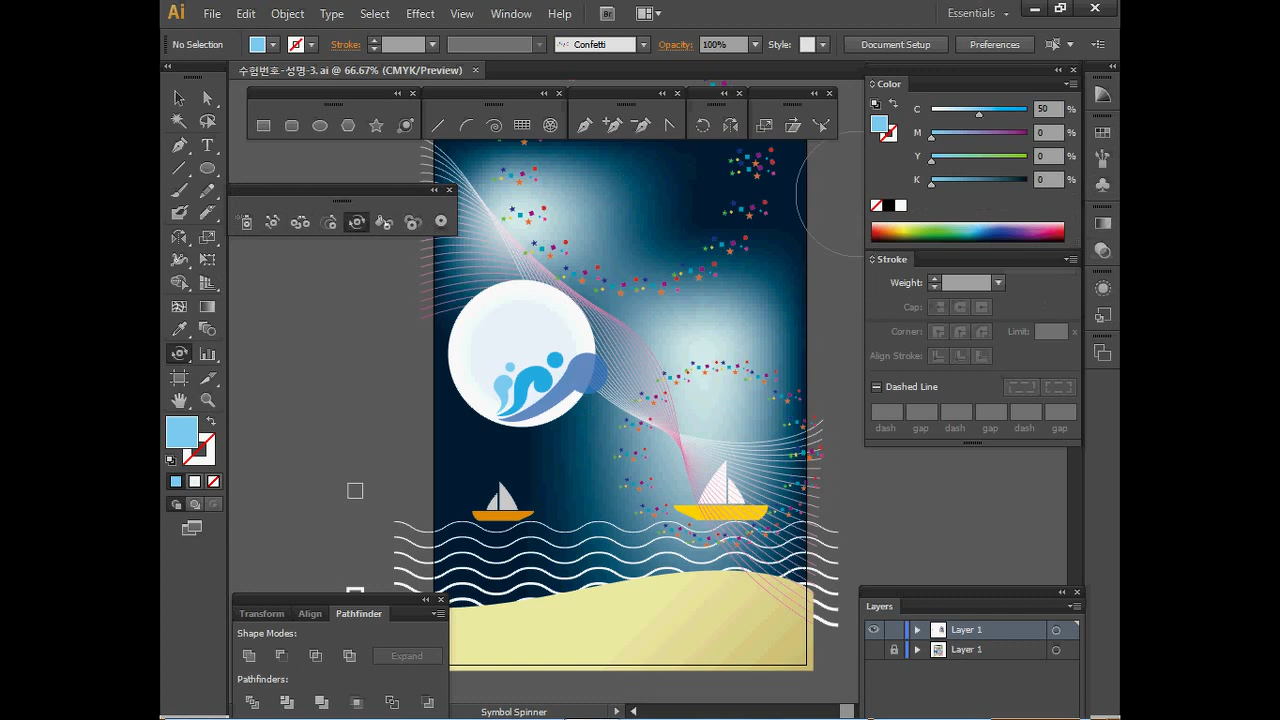 Ai File Edit Object Type Select Effect View Window Help Br Essentials
No Selection Stroke: Confetti Opacity: 100% Style: Document Setup Preferences
수험번호-성명-3.ai @ 66.67% (CMYK/Preview)
Color
C 50 %
M 0 %
Y 0 %
K 0 %
Stroke
Weight:
Cap:
Corner: Limit: x
Align Stroke:
Dashed Line
dash gap dash gap dash gap
Transform Align Pathfinder
Shape Modes:
Expand
Pathfinders:
Layers
Layer 1
Layer 1
Symbol Spinner